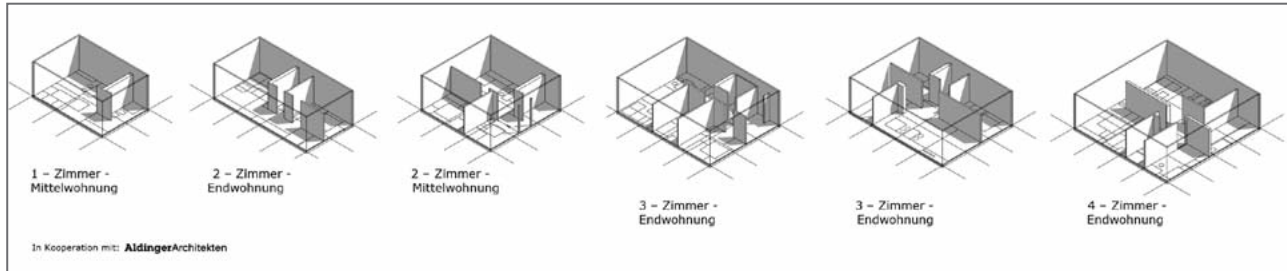 1 – Zimmer -
Mittelwohnung
2 – Zimmer -
Endwohnung
2 – Zimmer -
Mittelwohnung
3 – Zimmer -
Endwohnung
3 – Zimmer -
Endwohnung
4 – Zimmer -
Endwohnung
In Kooperation mit: AldingerArchitekten